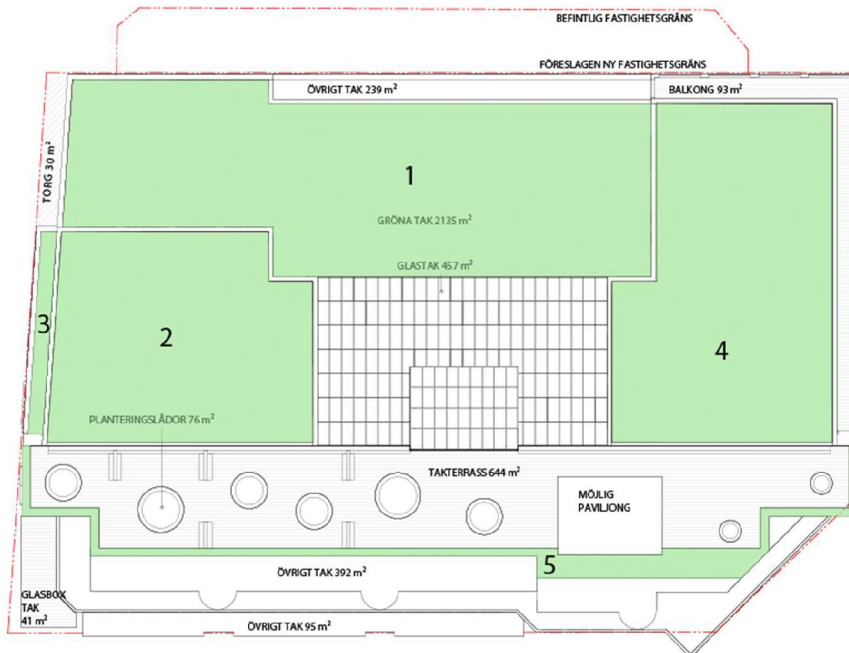 BEFINTLIG FASTIGHETSGRÄNS
FÖRESLAGEN NY FASTIGHETSGRÄNS
ÖVRIGT TAK 239 m²
BALKONG 93 m²
TORG 30 m²
1
GRÖNA TAK 2135 m²
GLASTAK 457 m²
3
2
4
PLANTERINGSLÅDOR 76 m²
TAKTERRASS 644 m²
MÖJLIG
PAVILJONG
5
ÖVRIGT TAK 392 m²
GLASBOX
TAK
41 m²
ÖVRIGT TAK 95 m²